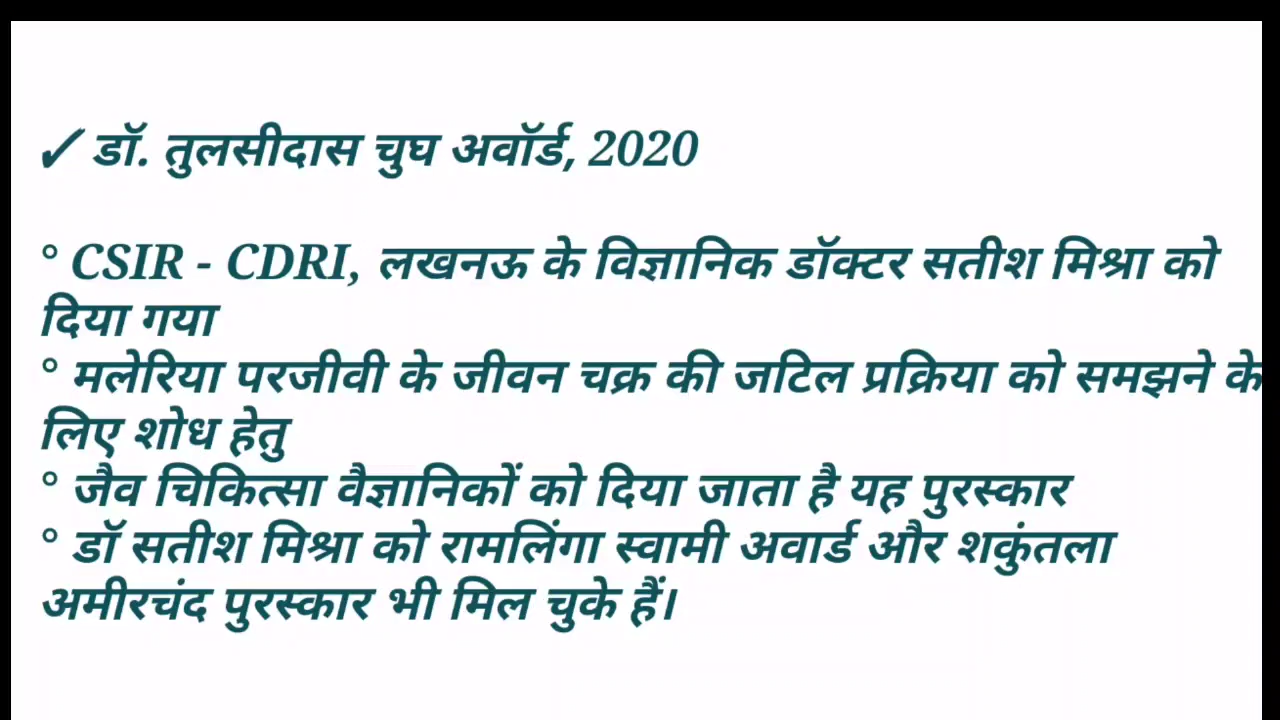 ✓ डॉ. तुलसीदास चुघ अवॉर्ड, 2020
° CSIR - CDRI, लखनऊ के विज्ञानिक डॉक्टर सतीश मिश्रा को
दिया गया
° मलेरिया परजीवी के जीवन चक्र की जटिल प्रक्रिया को समझने के
लिए शोध हेतु
° जैव चिकित्सा वैज्ञानिकों को दिया जाता है यह पुरस्कार
° डॉ सतीश मिश्रा को रामलिंगा स्वामी अवार्ड और शकुंतला
अमीरचंद पुरस्कार भी मिल चुके हैं।